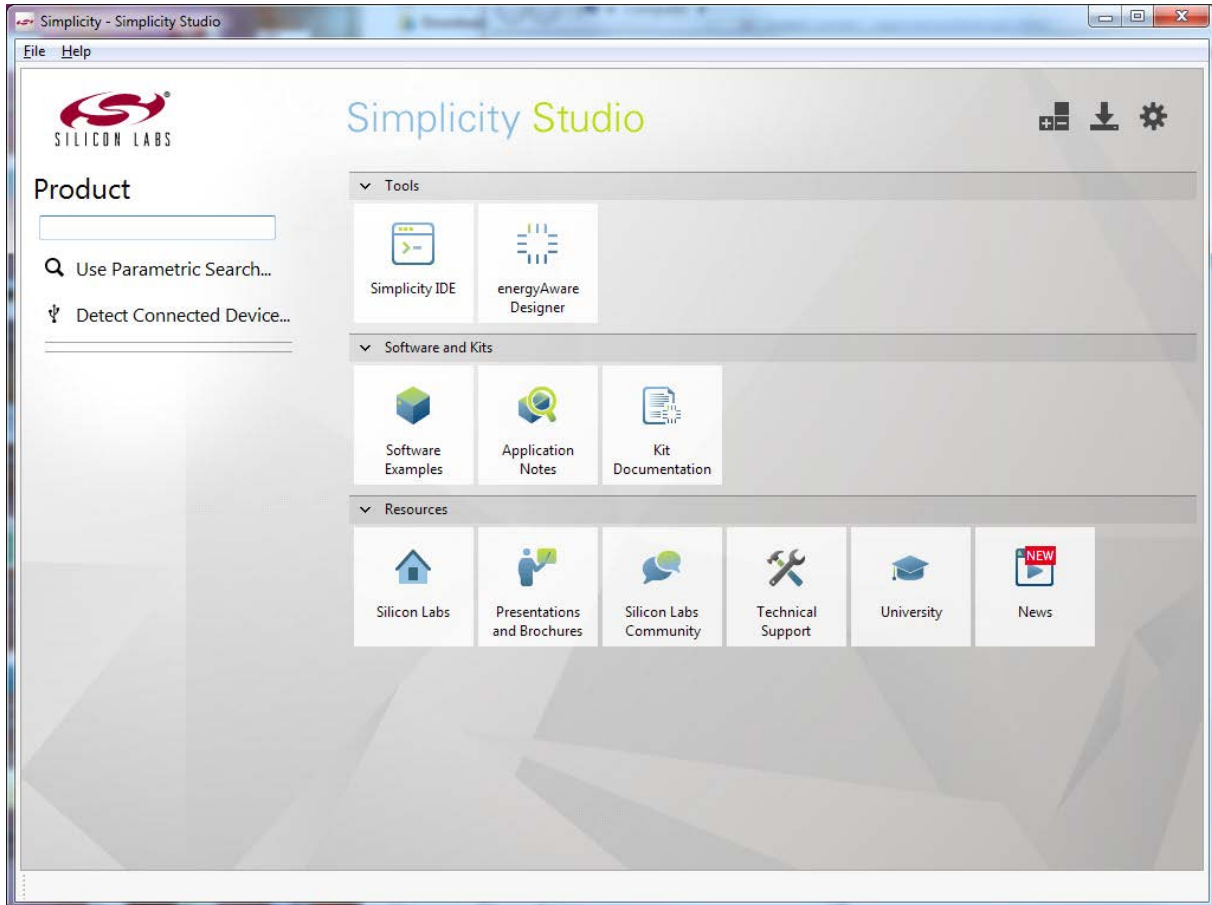 Simplicity - Simplicity Studio
File Help
SILICON LABS
Simplicity Studio
Product
Use Parametric Search...
Detect Connected Device...
Tools
Simplicity IDE
energyAware
Designer
Software and Kits
Software
Examples
Application
Notes
Kit
Documentation
Resources
Silicon Labs
Presentations
and Brochures
Silicon Labs
Community
Technical
Support
University
NEW
News